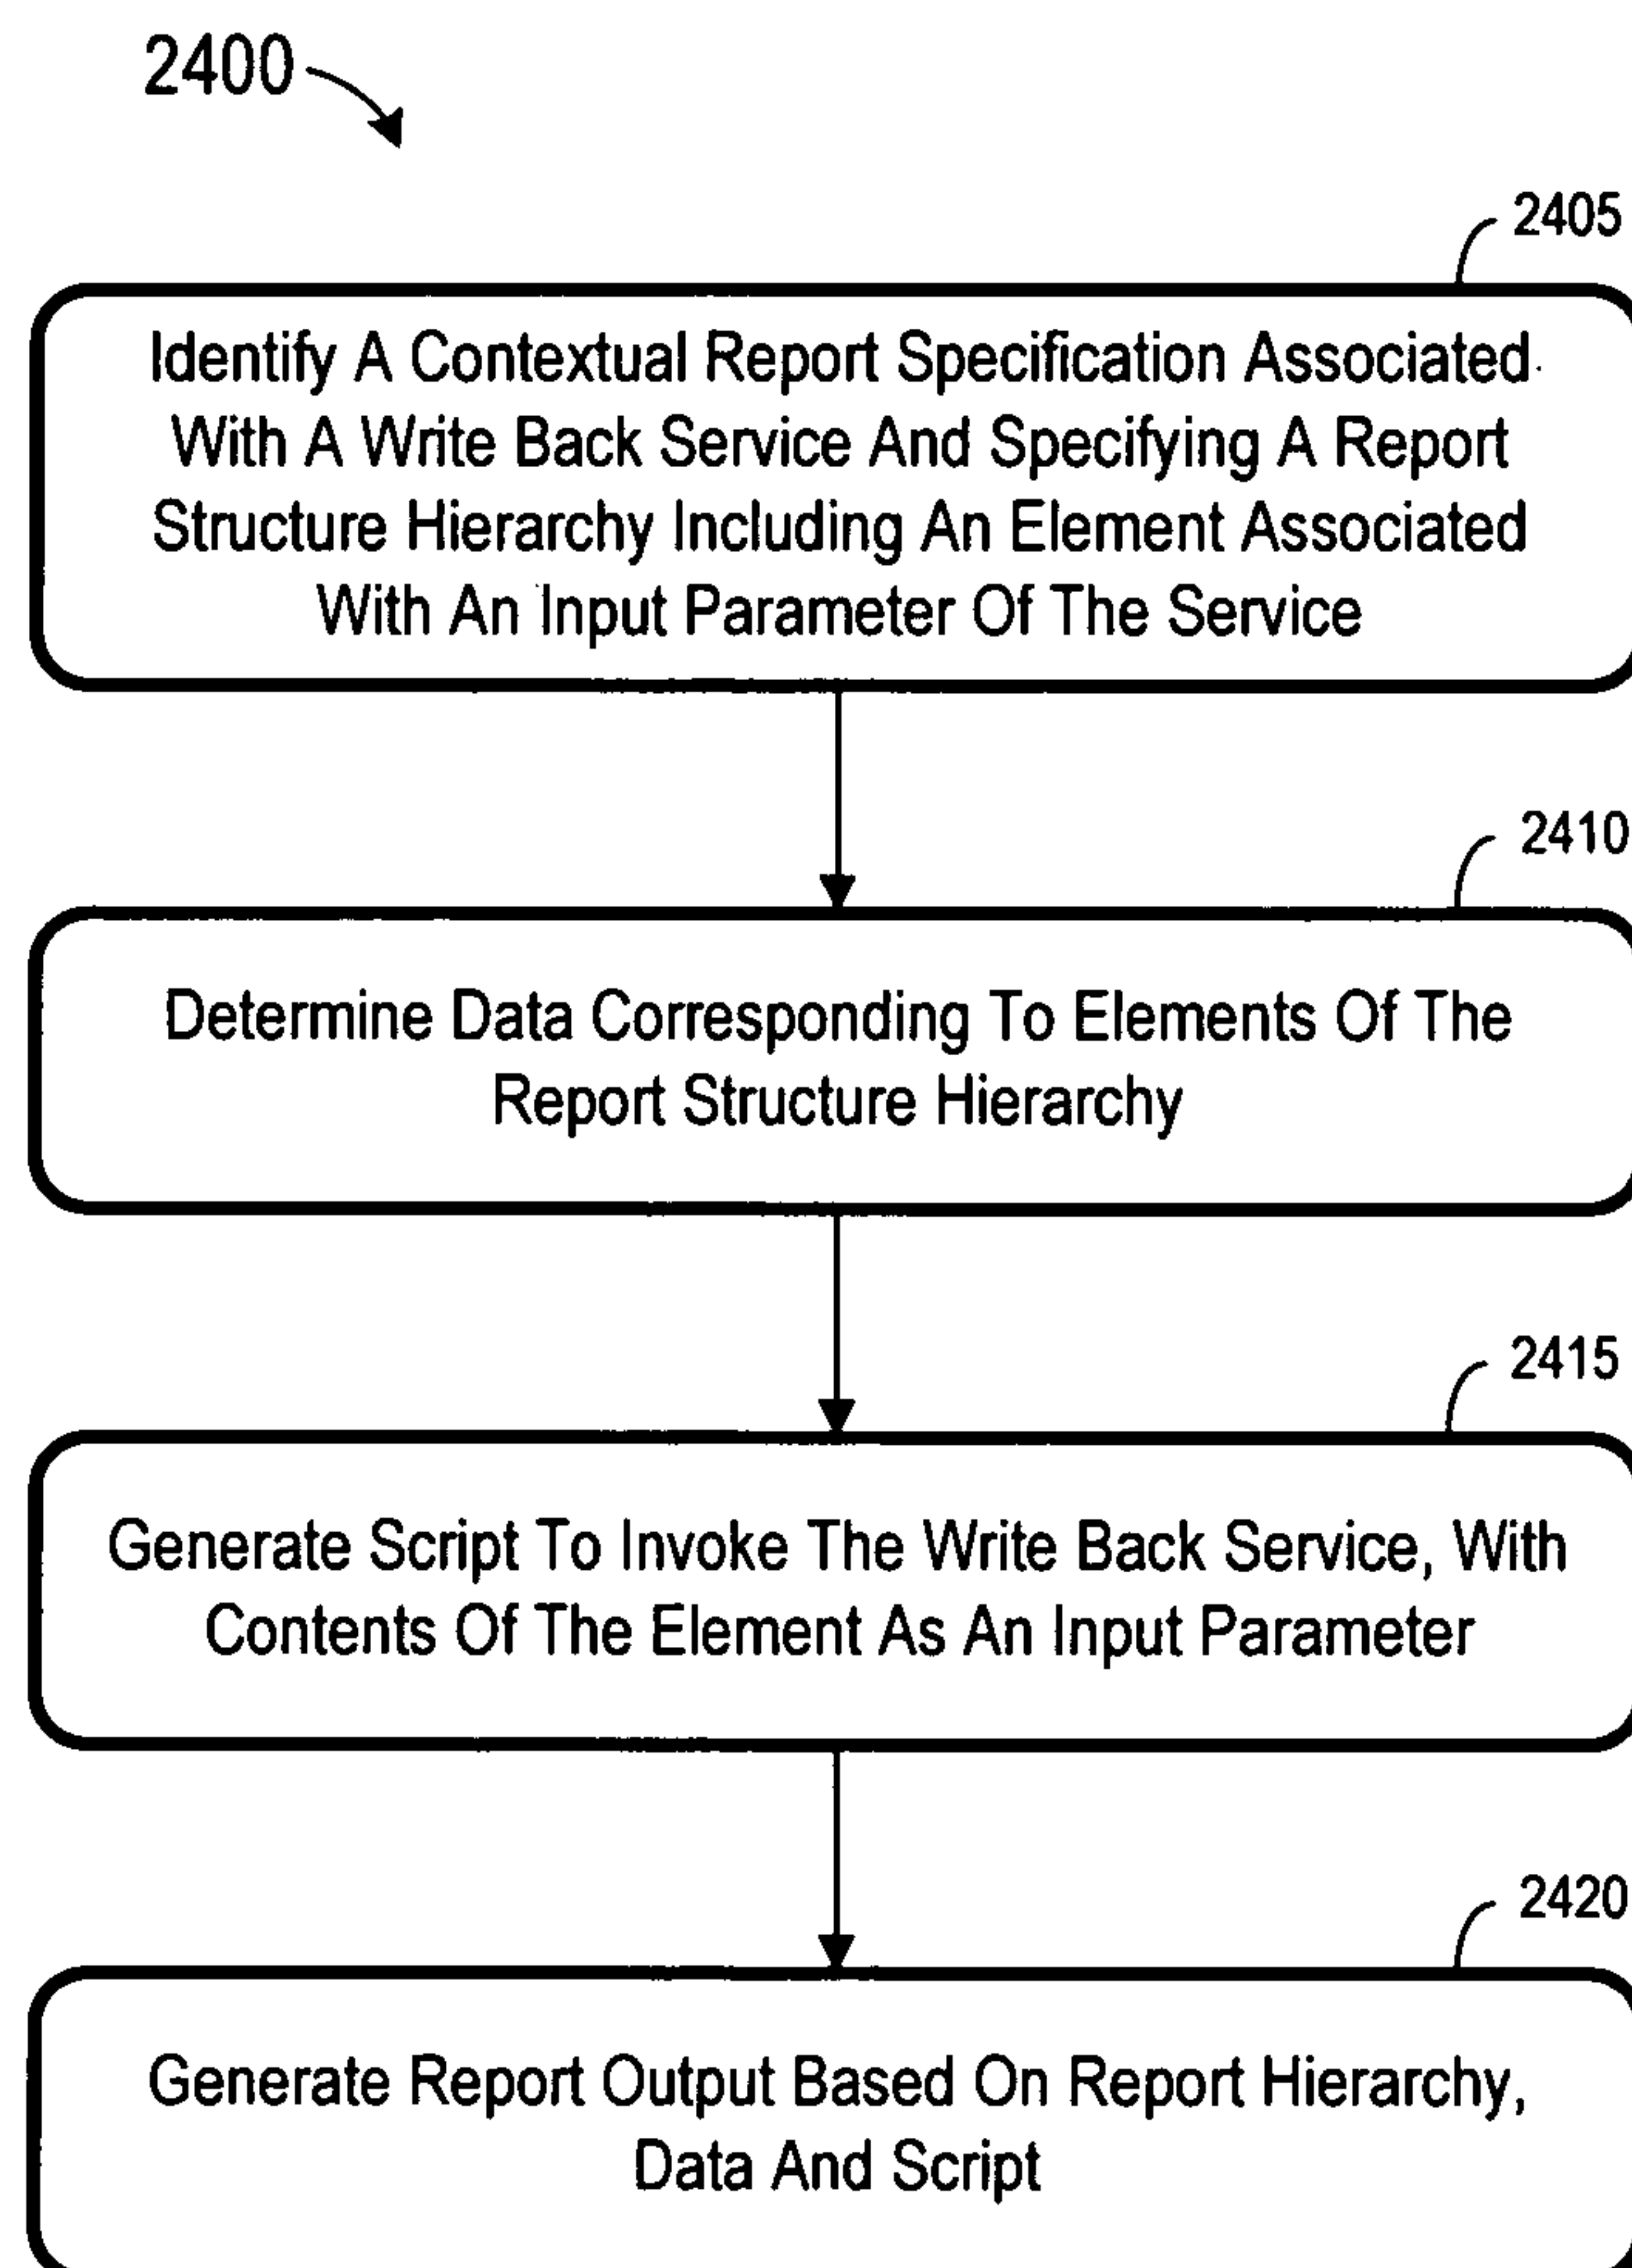 2400
2405
Identify A Contextual Report Specification Associated
With A Write Back Service And Specifying A Report
Structure Hierarchy Including An Element Associated
With An Input Parameter Of The Service
2410
Determine Data Corresponding To Elements Of The
Report Structure Hierarchy
2415
Generate Script To Invoke The Write Back Service, With
Contents Of The Element As An Input Parameter
2420
Generate Report Output Based On Report Hierarchy,
Data And Script